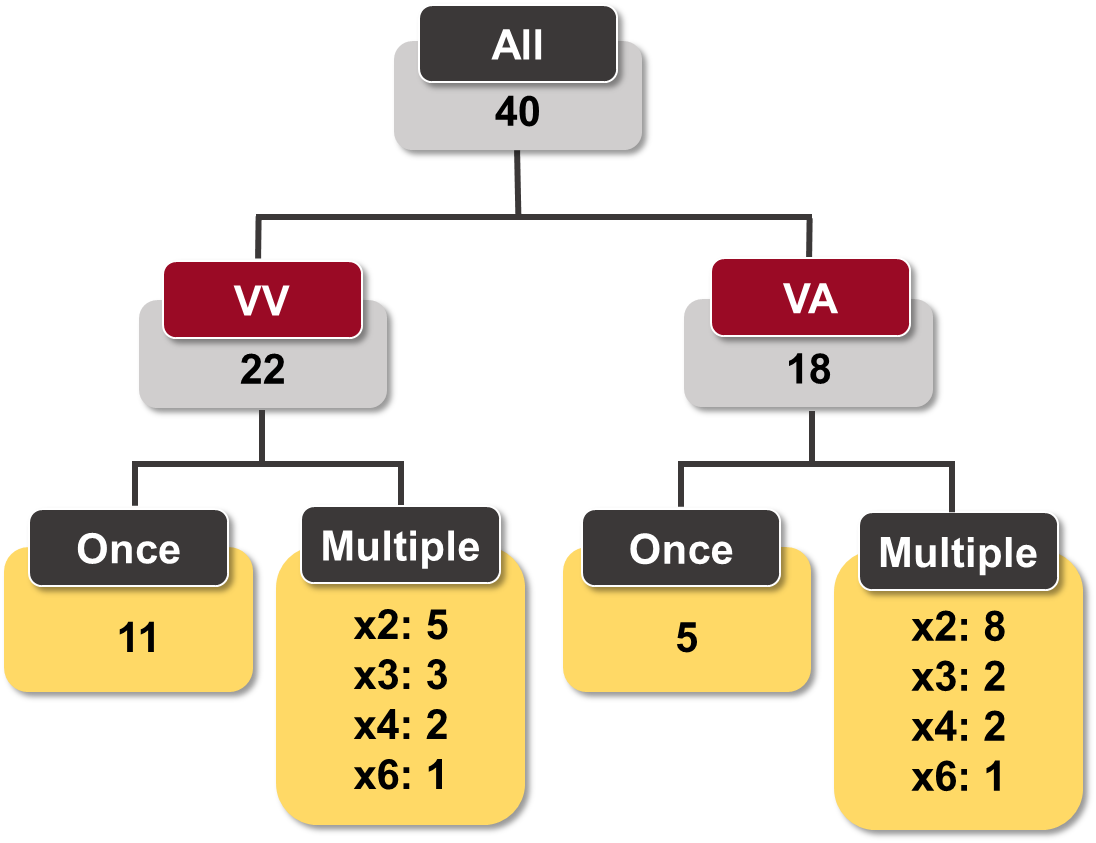 All
40
VV
22
VA
18
Once
11
Multiple
x2: 5
x3: 3
x4: 2
x6: 1
Once
5
Multiple
x2: 8
x3: 2
x4: 2
x6: 1